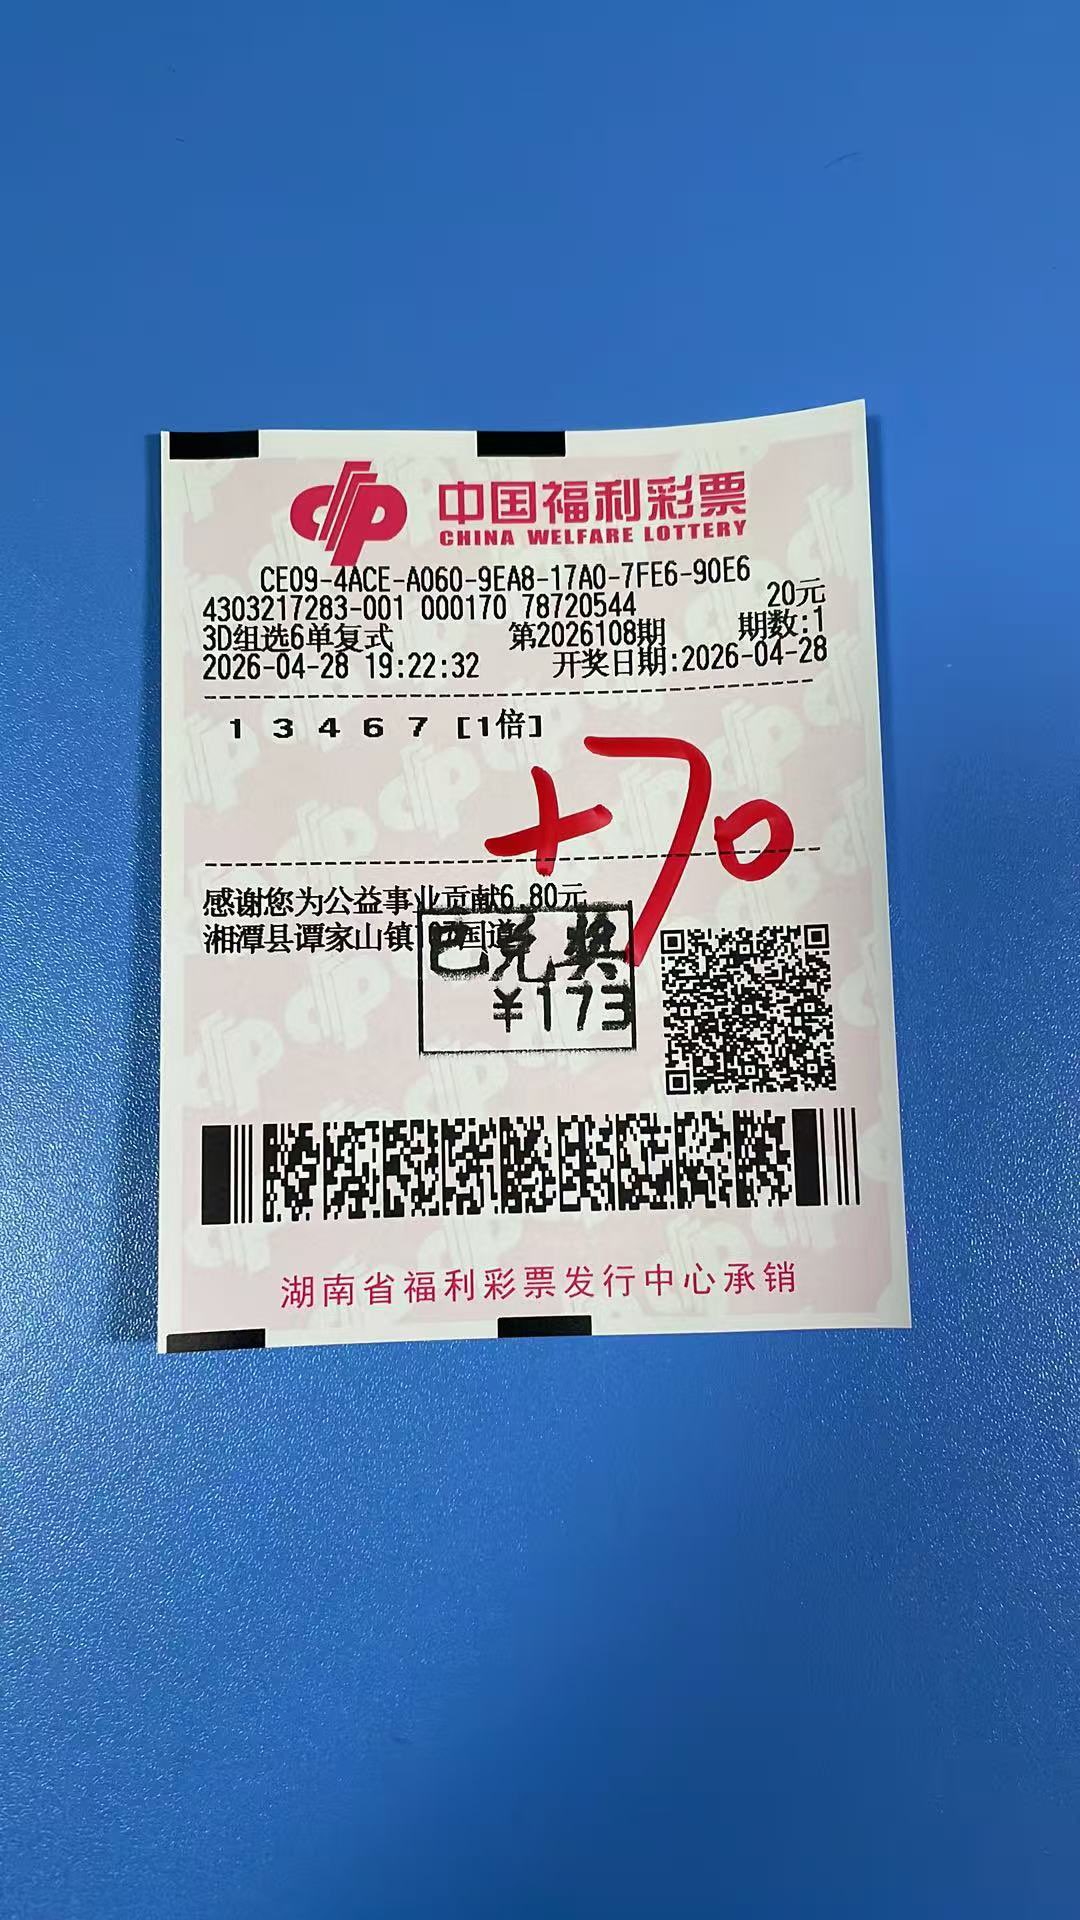 中国福利彩票
CHINA WELFARE LOTTERY
CE09-4ACE-A060-9EA8-17A0-7FE6-90E6
4303217283-001 000170 78720544 20元
3D组选6单复式 第2026108期 期数:1
2026-04-28 19:22:32 开奖日期:2026-04-28
1 3 4 6 7 [1倍]
+70
感谢您为公益事业贡献6.80元
湘潭县谭家山镇107国道
已兑奖
¥173
湖南省福利彩票发行中心承销